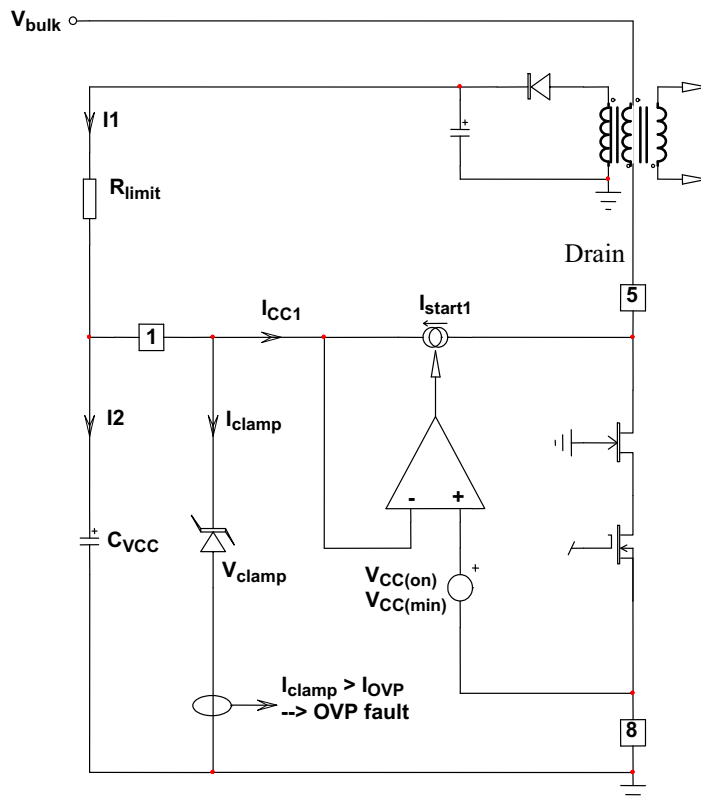 Vbulk
I1
Rlimit
Drain
5
ICC1
Istart1
1
I2
Iclamp
- +
CVCC
Vclamp
VCC(on)
VCC(min)
Iclamp > IOVP
--> OVP fault
8